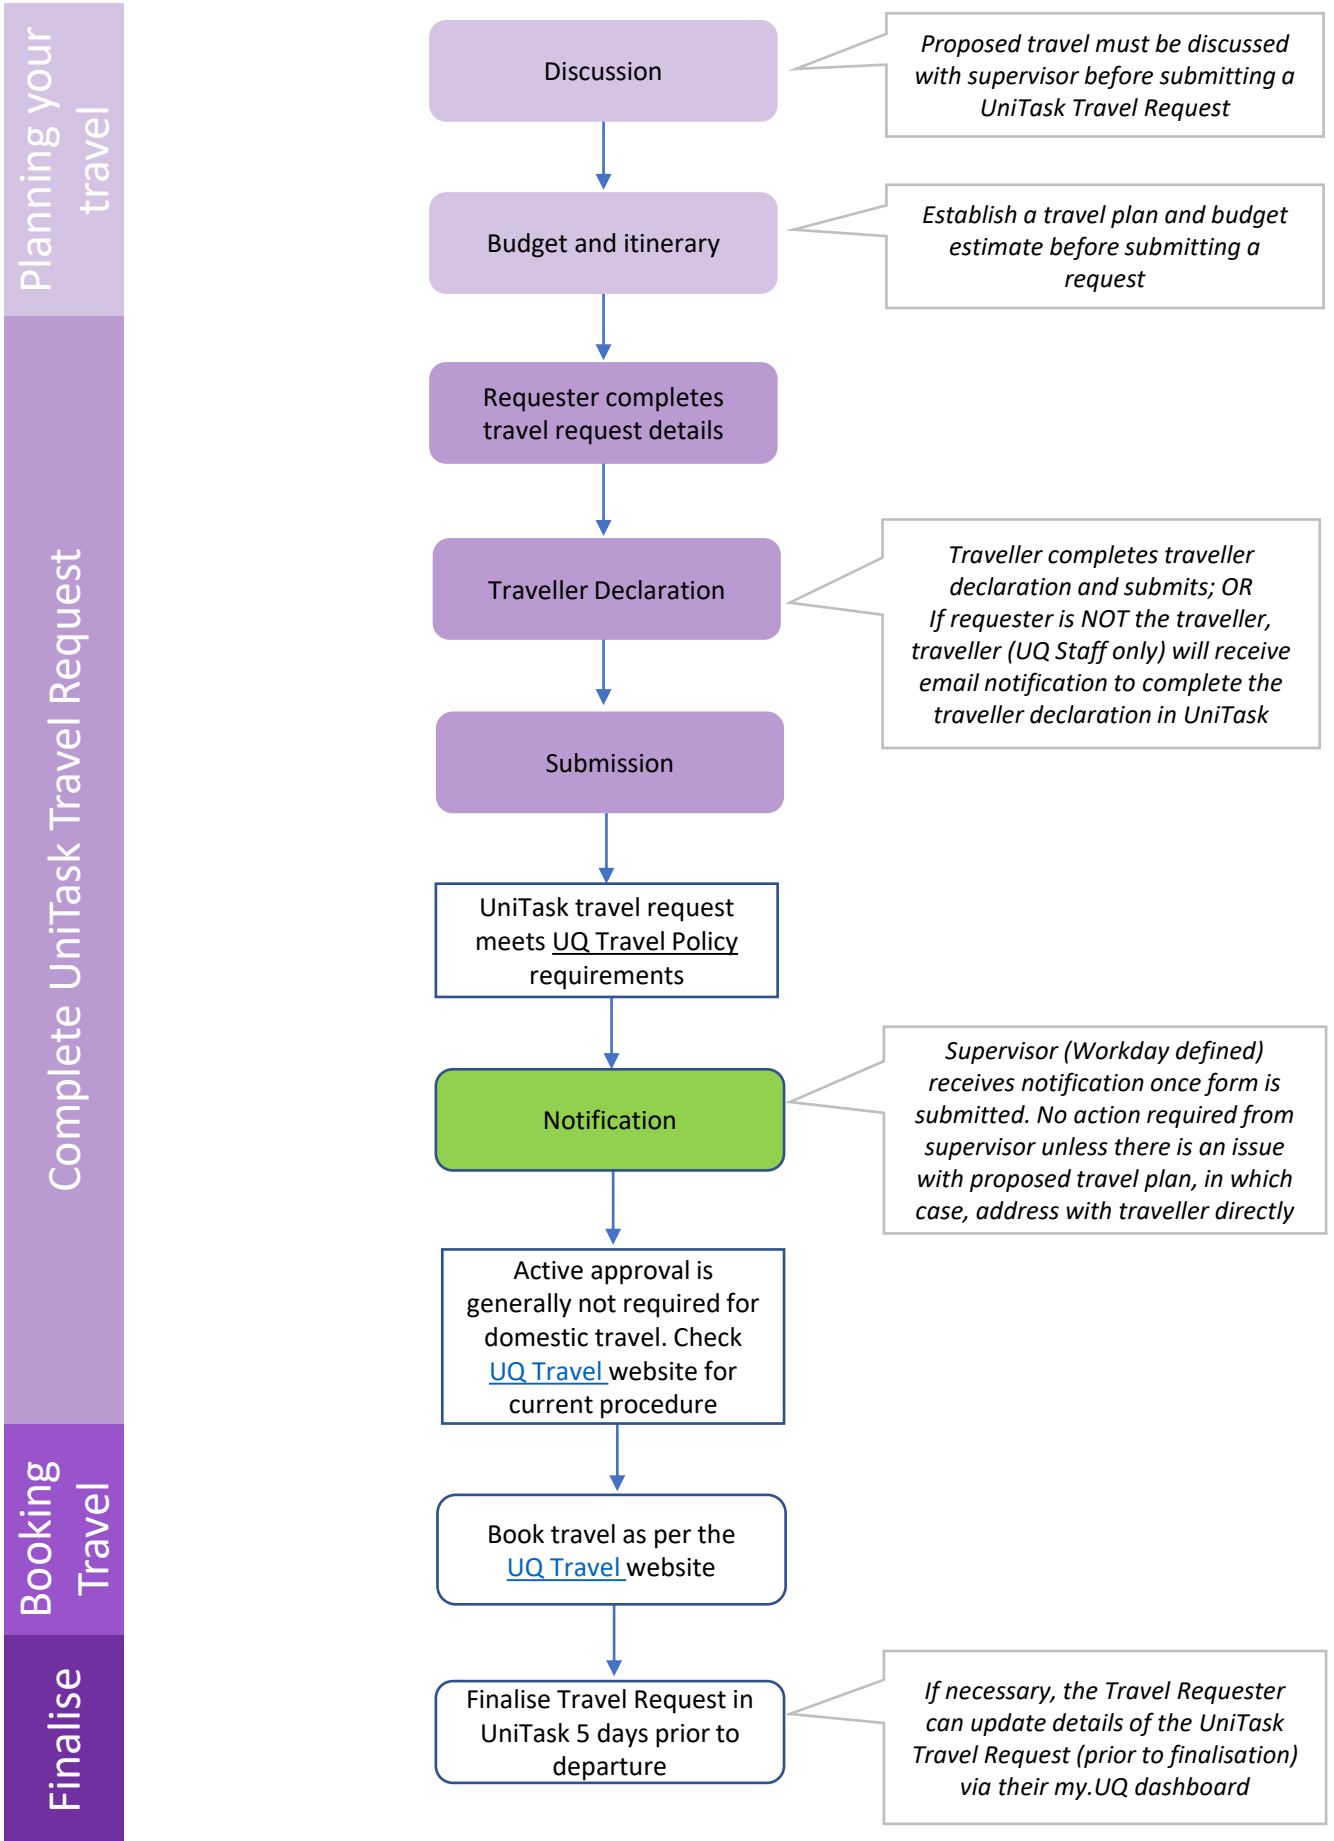 Planning your
travel
Discussion
Proposed travel must be discussed
with supervisor before submitting a
UniTask Travel Request
Budget and itinerary
Establish a travel plan and budget
estimate before submitting a
request
Complete UniTask Travel Request
Requester completes
travel request details
Traveller Declaration
Traveller completes traveller
declaration and submits; OR
If requester is NOT the traveller,
traveller (UQ Staff only) will receive
email notification to complete the
traveller declaration in UniTask
Submission
UniTask travel request
meets UQ Travel Policy
requirements
Notification
Supervisor (Workday defined)
receives notification once form is
submitted. No action required from
supervisor unless there is an issue
with proposed travel plan, in which
case, address with traveller directly
Active approval is
generally not required for
domestic travel. Check
UQ Travel website for
current procedure
Booking
Travel
Book travel as per the
UQ Travel website
Finalise
Finalise Travel Request in
UniTask 5 days prior to
departure
If necessary, the Travel Requester
can update details of the UniTask
Travel Request (prior to finalisation)
via their my.UQ dashboard